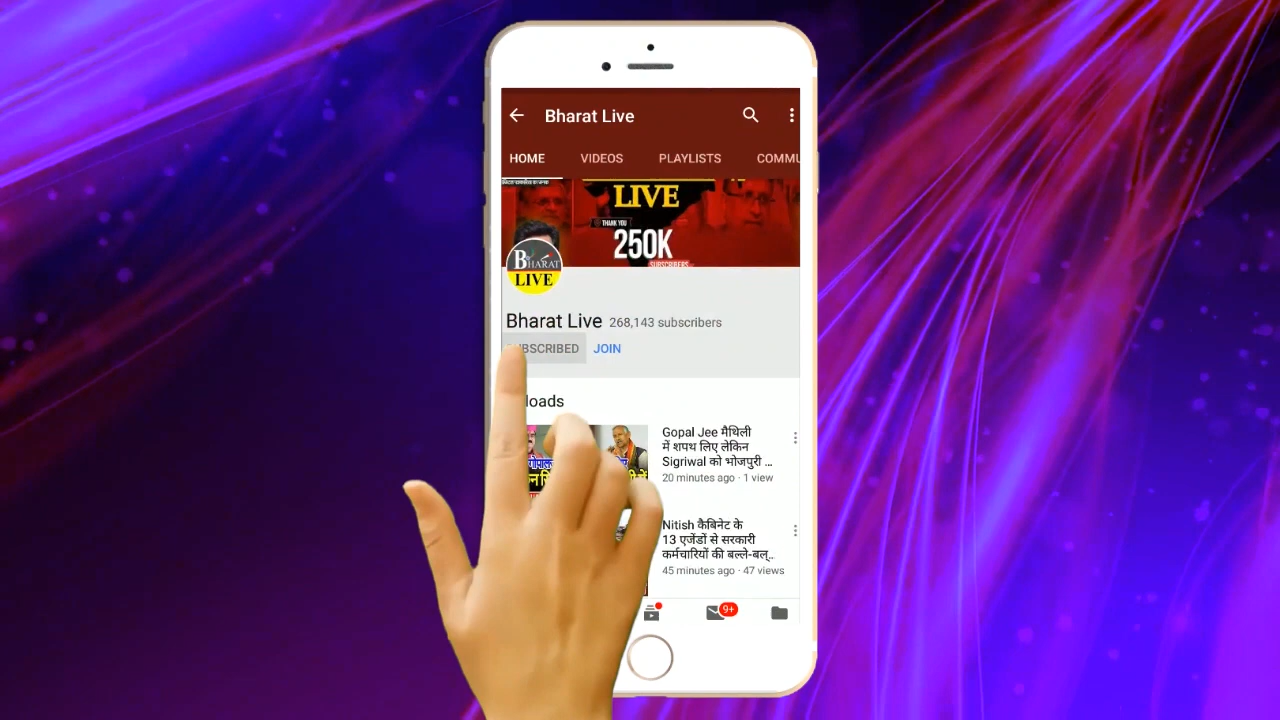 Bharat Live
HOME VIDEOS PLAYLISTS COMMU
LIVE
THANK YOU
250K
SUBSCRIBERS
BHARAT
LIVE
Bharat Live 268,143 subscribers
UBSCRIBED JOIN
loads
Gopal Jee मैथिली
में शपथ लिए लेकिन
Sigriwal को भोजपुरी ...
20 minutes ago · 1 view
Nitish कैबिनेट के
13 एजेंडों से सरकारी
कर्मचारियों की बल्ले-बल्..
45 minutes ago · 47 views
9+